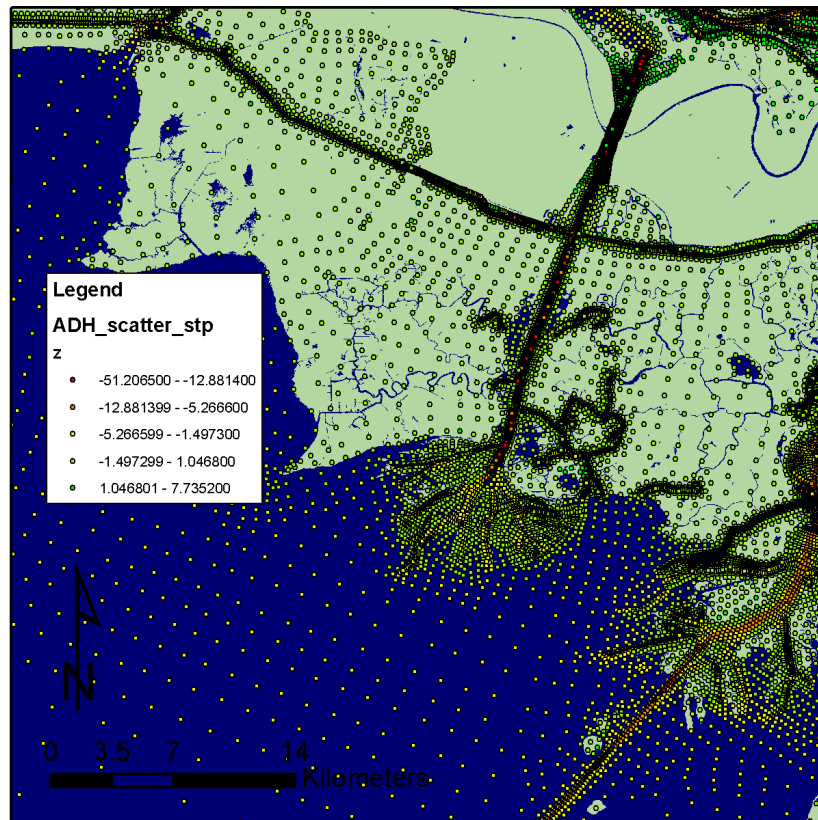 Legend
ADH_scatter_stp
z
-51.206500 - -12.881400
-12.881399 - -5.266600
-5.266599 - -1.497300
-1.497299 - 1.046800
1.046801 - 7.735200
N
0 3.5 7 14
Kilometers